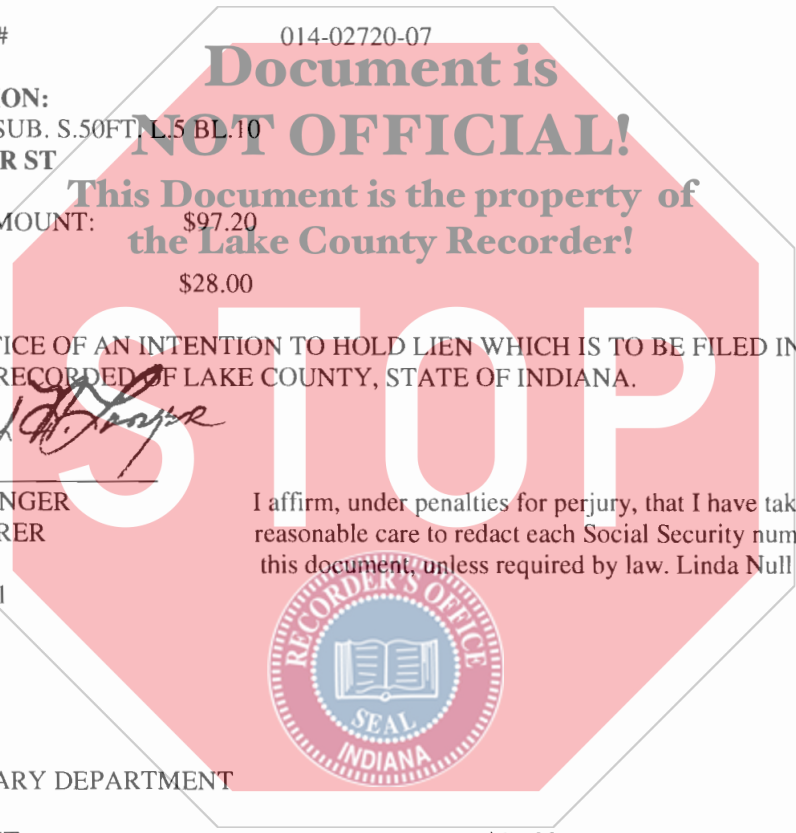 # 014-02720-07
Document is
ON:
SUB. S.50FT. L.5 BL.10
NOT OFFICIAL!
R ST
This Document is the property of
MOUNT: $97.20
the Lake County Recorder!
$28.00
STOP
TICE OF AN INTENTION TO HOLD LIEN WHICH IS TO BE FILED IN
RECORDED OF LAKE COUNTY, STATE OF INDIANA.
NGER I affirm, under penalties for perjury, that I have tak
RER reasonable care to redact each Social Security num
this document, unless required by law. Linda Null
RECORDER'S OFFICE
SEAL
INDIANA
ARY DEPARTMENT